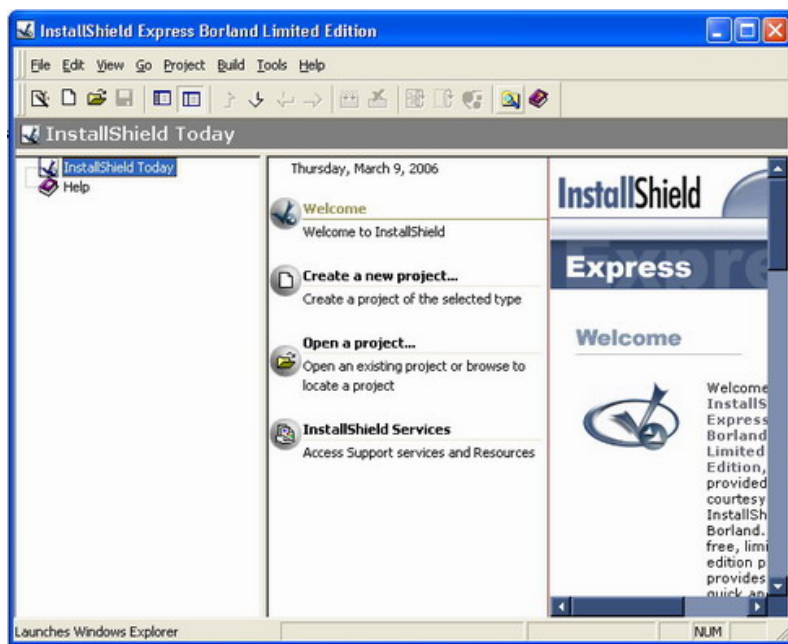 InstallShield Express Borland Limited Edition
File Edit View Go Project Build Tools Help
InstallShield Today
InstallShield Today
Help
Thursday, March 9, 2006
Welcome
Welcome to InstallShield
Create a new project...
Create a project of the selected type
Open a project...
Open an existing project or browse to
locate a project
InstallShield Services
Access Support services and Resources
InstallShield
Express
Welcome
Welcome
InstallS
Express
Borland
Limited
Edition,
provided
courtesy
InstallSh
Borland.
free, limi
edition p
provides
quick an
Launches Windows Explorer
NUM